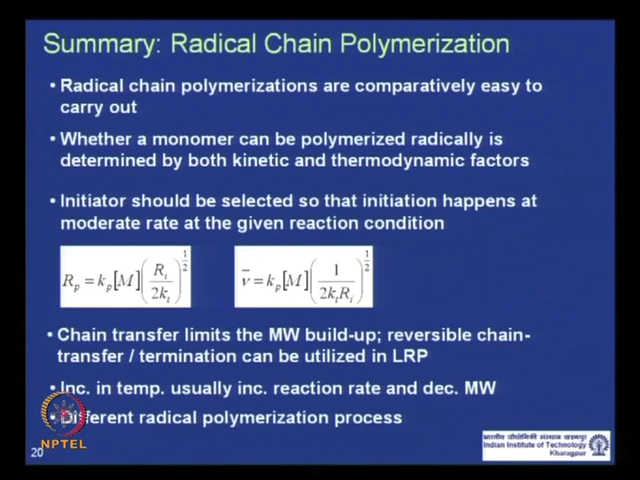 Summary: Radical Chain Polymerization
• Radical chain polymerizations are comparatively easy to
carry out
• Whether a monomer can be polymerized radically is
determined by both kinetic and thermodynamic factors
• Initiator should be selected so that initiation happens at
moderate rate at the given reaction condition
R_p = k_p[M](R_i/2k_t)^{1/2}
ν̅ = k_p[M](1/2k_tR_i)^{1/2}
• Chain transfer limits the MW build-up; reversible chain-
transfer / termination can be utilized in LRP
• Inc. in temp. usually inc. reaction rate and dec. MW
• Different radical polymerization process
NPTEL
20
भारतीय प्रौद्योगिकी संस्थान खड़गपुर
Indian Institute of Technology
Kharagpur